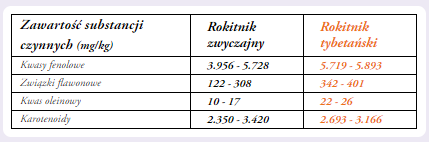 Zawartość substancji Rokitnik Rokitnik
czynnych (mg/kg) zwyczajny tybetański
Kwasy fenolowe 3.956 - 5.728 5.719 - 5.893
Związki flawonowe 122 - 308 342 - 401
Kwas oleinowy 10 - 17 22 - 26
Karotenoidy 2.350 - 3.420 2.693 - 3.166